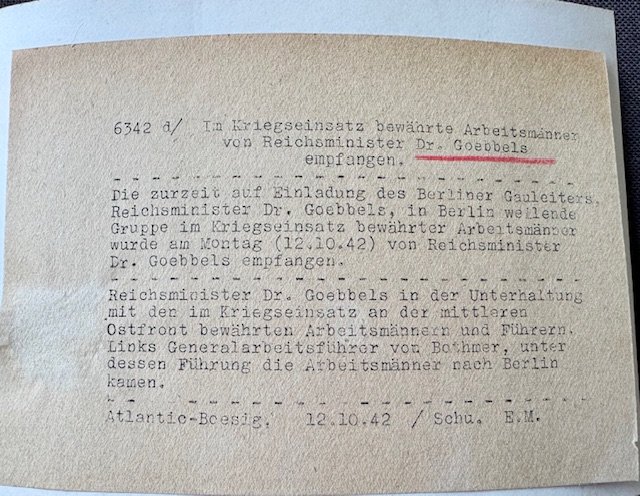 6342 d/ Im Kriegseinsatz bewährte Arbeitsmänner
von Reichsminister Dr. Goebbels
empfangen.
Die zurzeit auf Einladung des Berliner Gauleiters,
Reichsminister Dr. Goebbels, in Berlin weilende
Gruppe im Kriegseinsatz bewährter Arbeitsmänner
wurde am Montag (12.10.42) von Reichsminister
Dr. Goebbels empfangen.
Reichsminister Dr. Goebbels in der Unterhaltung
mit den im Kriegseinsatz an der mittleren
Ostfront bewährten Arbeitsmännern und Führern.
Links Generalarbeitsführer von Bothmer, unter
dessen Führung die Arbeitsmänner nach Berlin
kamen.
Atlantic-Boesig. 12.10.42 / Schu. E.M.